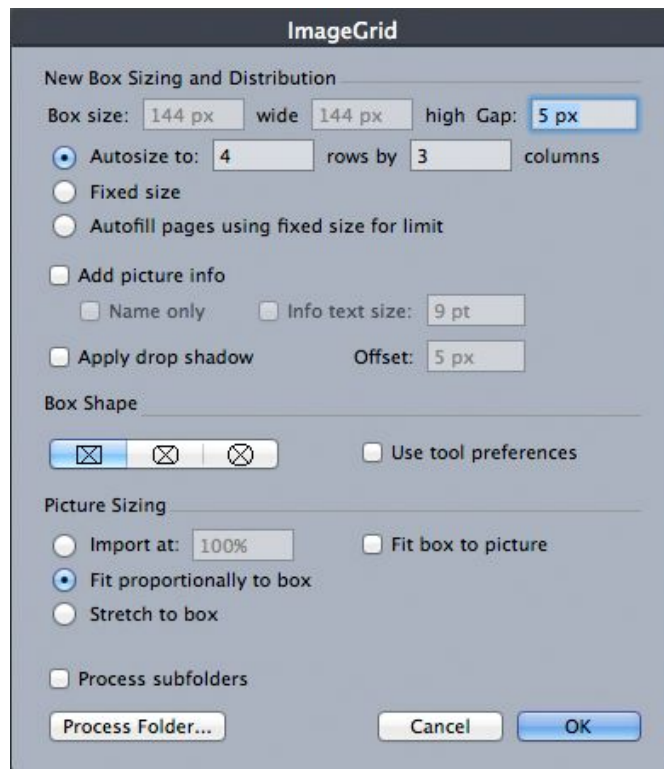 ImageGrid
New Box Sizing and Distribution
Box size: 144 px wide 144 px high Gap: 5 px
Autosize to: 4 rows by 3 columns
Fixed size
Autofill pages using fixed size for limit
Add picture info
Name only Info text size: 9 pt
Apply drop shadow Offset: 5 px
Box Shape
Use tool preferences
Picture Sizing
Import at: 100% Fit box to picture
Fit proportionally to box
Stretch to box
Process subfolders
Process Folder... Cancel OK